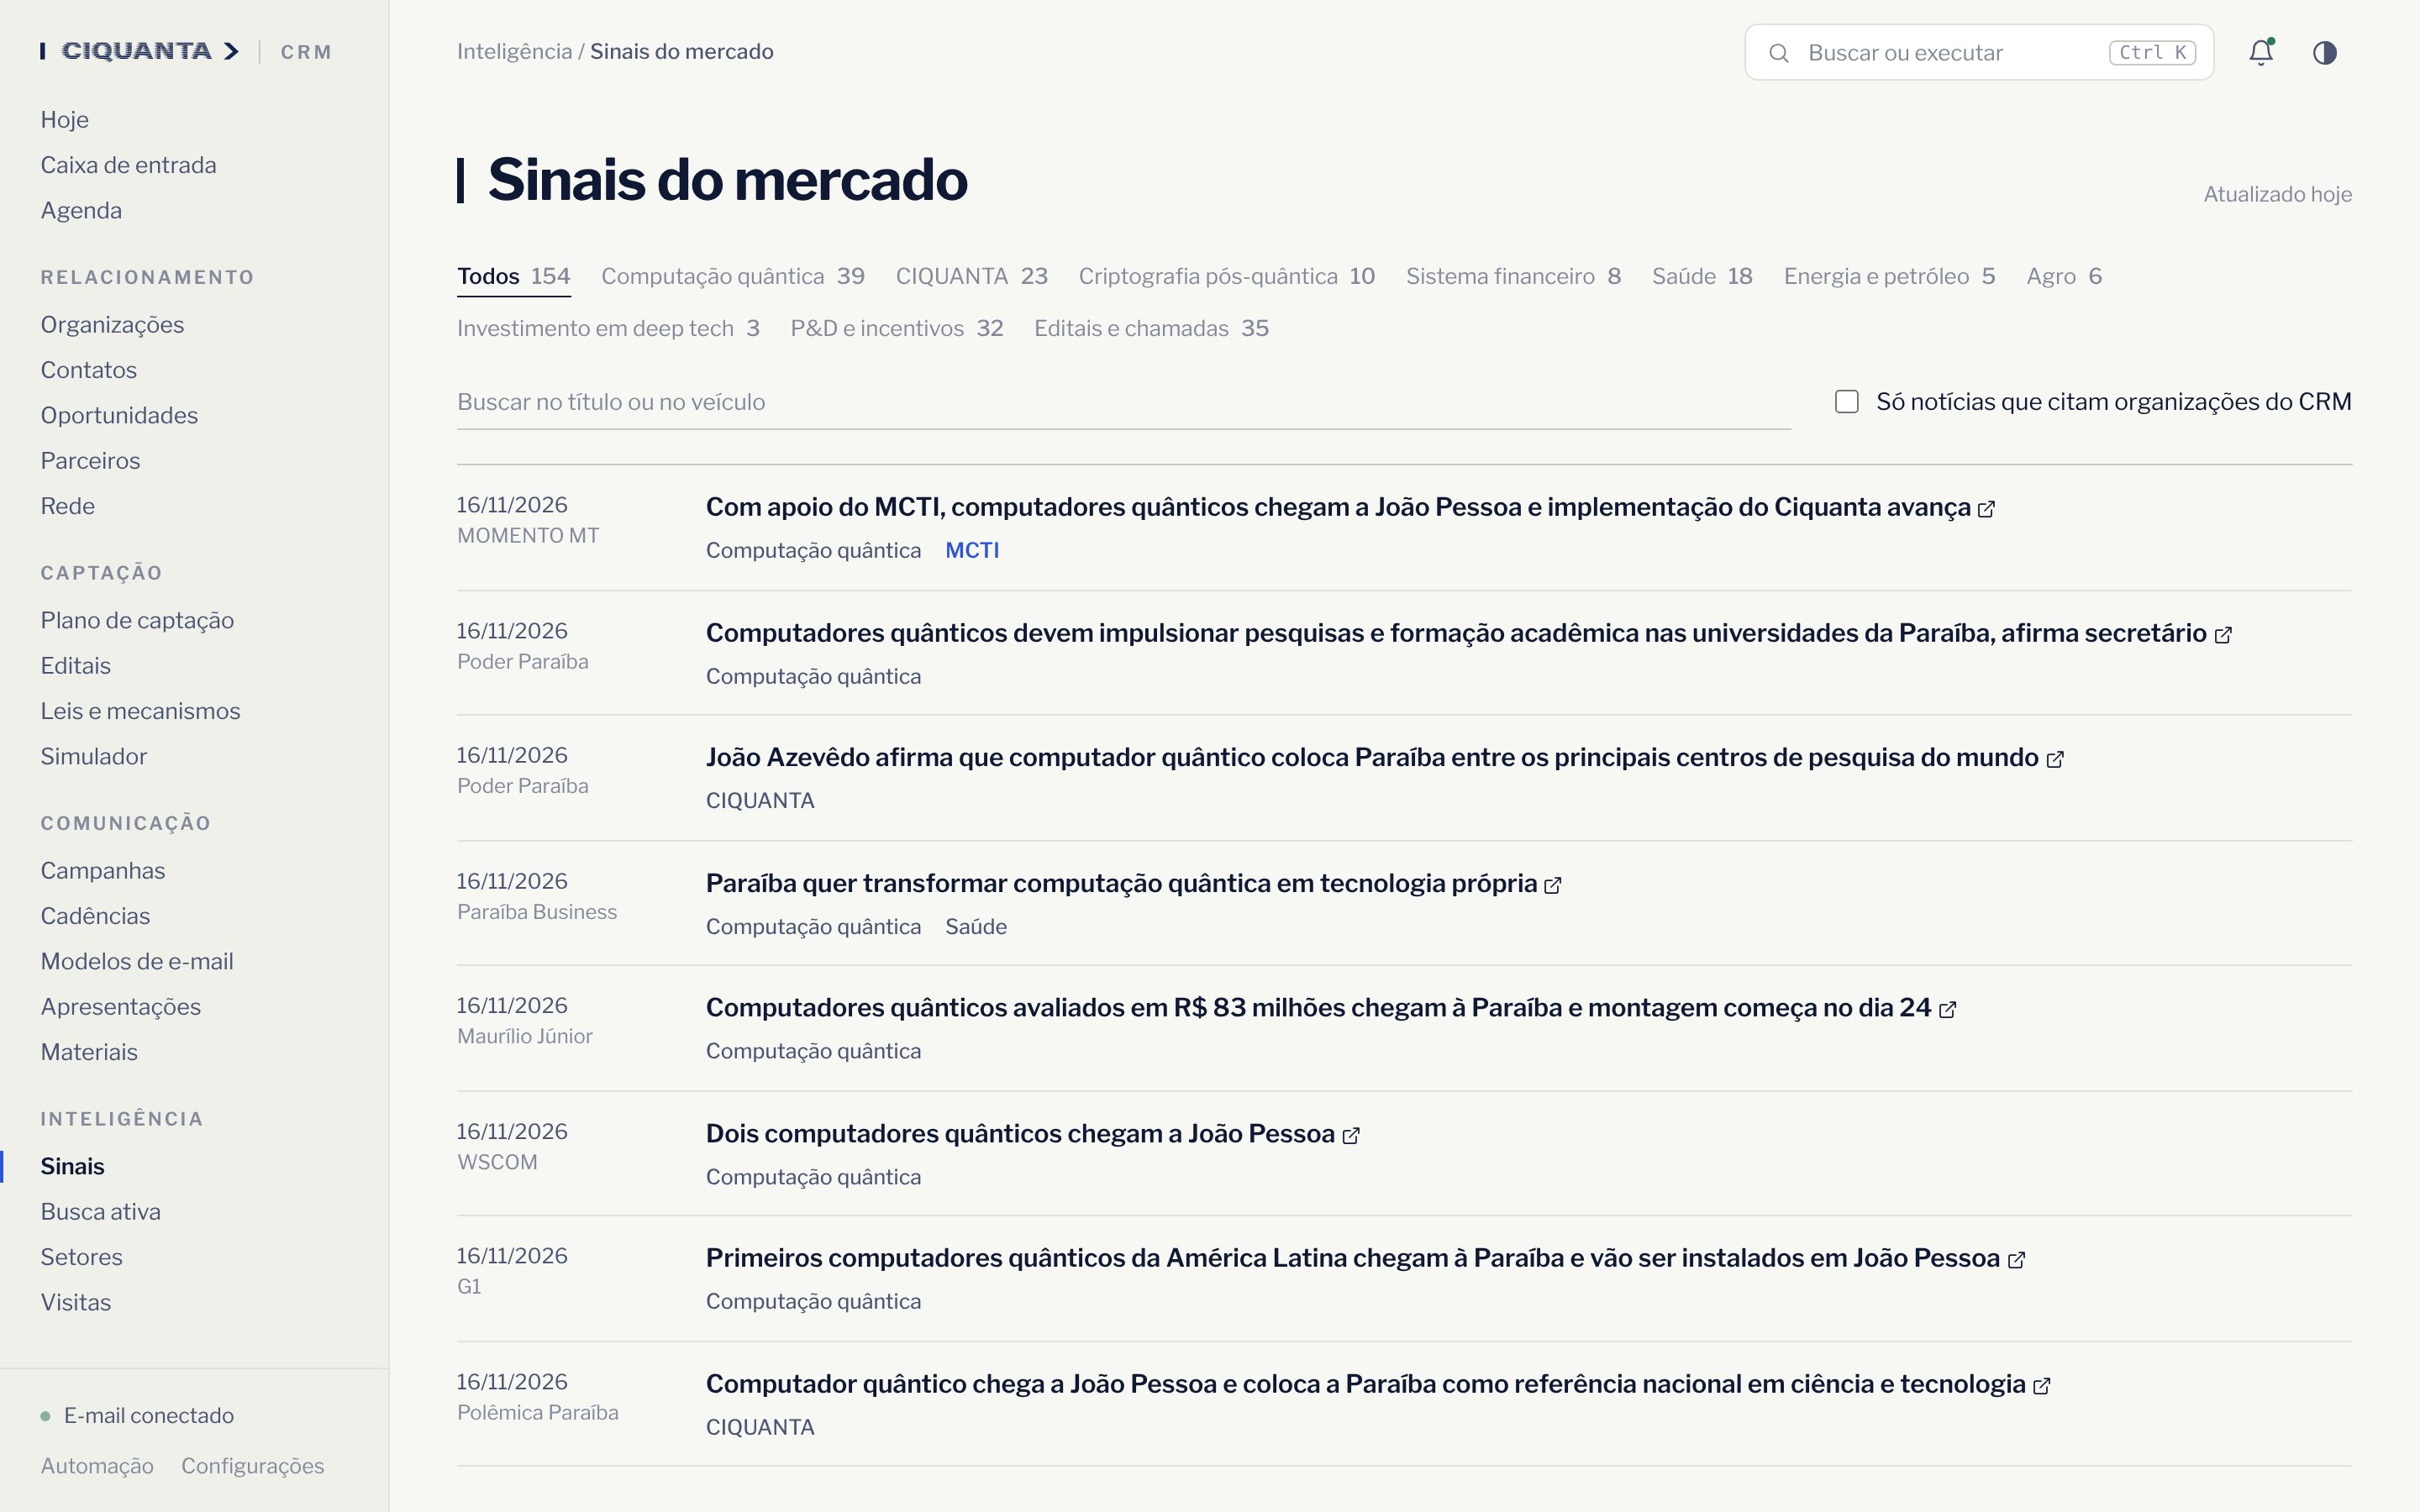 CIQUANTA CRM
Inteligência / Sinais do mercado
Buscar ou executar Ctrl K
Hoje
Caixa de entrada
Agenda
RELACIONAMENTO
Organizações
Contatos
Oportunidades
Parceiros
Rede
CAPTAÇÃO
Plano de captação
Editais
Leis e mecanismos
Simulador
COMUNICAÇÃO
Campanhas
Cadências
Modelos de e-mail
Apresentações
Materiais
INTELIGÊNCIA
Sinais
Busca ativa
Setores
Visitas
E-mail conectado
Automação Configurações
Sinais do mercado
Atualizado hoje
Todos 154 Computação quântica 39 CIQUANTA 23 Criptografia pós-quântica 10 Sistema financeiro 8 Saúde 18 Energia e petróleo 5 Agro 6
Investimento em deep tech 3 P&D e incentivos 32 Editais e chamadas 35
Buscar no título ou no veículo
Só notícias que citam organizações do CRM
16/11/2026
MOMENTO MT
Com apoio do MCTI, computadores quânticos chegam a João Pessoa e implementação do Ciquanta avança
Computação quântica MCTI
16/11/2026
Poder Paraíba
Computadores quânticos devem impulsionar pesquisas e formação acadêmica nas universidades da Paraíba, afirma secretário
Computação quântica
16/11/2026
Poder Paraíba
João Azevêdo afirma que computador quântico coloca Paraíba entre os principais centros de pesquisa do mundo
CIQUANTA
16/11/2026
Paraíba Business
Paraíba quer transformar computação quântica em tecnologia própria
Computação quântica Saúde
16/11/2026
Maurílio Júnior
Computadores quânticos avaliados em R$ 83 milhões chegam à Paraíba e montagem começa no dia 24
Computação quântica
16/11/2026
WSCOM
Dois computadores quânticos chegam a João Pessoa
Computação quântica
16/11/2026
G1
Primeiros computadores quânticos da América Latina chegam à Paraíba e vão ser instalados em João Pessoa
Computação quântica
16/11/2026
Polêmica Paraíba
Computador quântico chega a João Pessoa e coloca a Paraíba como referência nacional em ciência e tecnologia
CIQUANTA